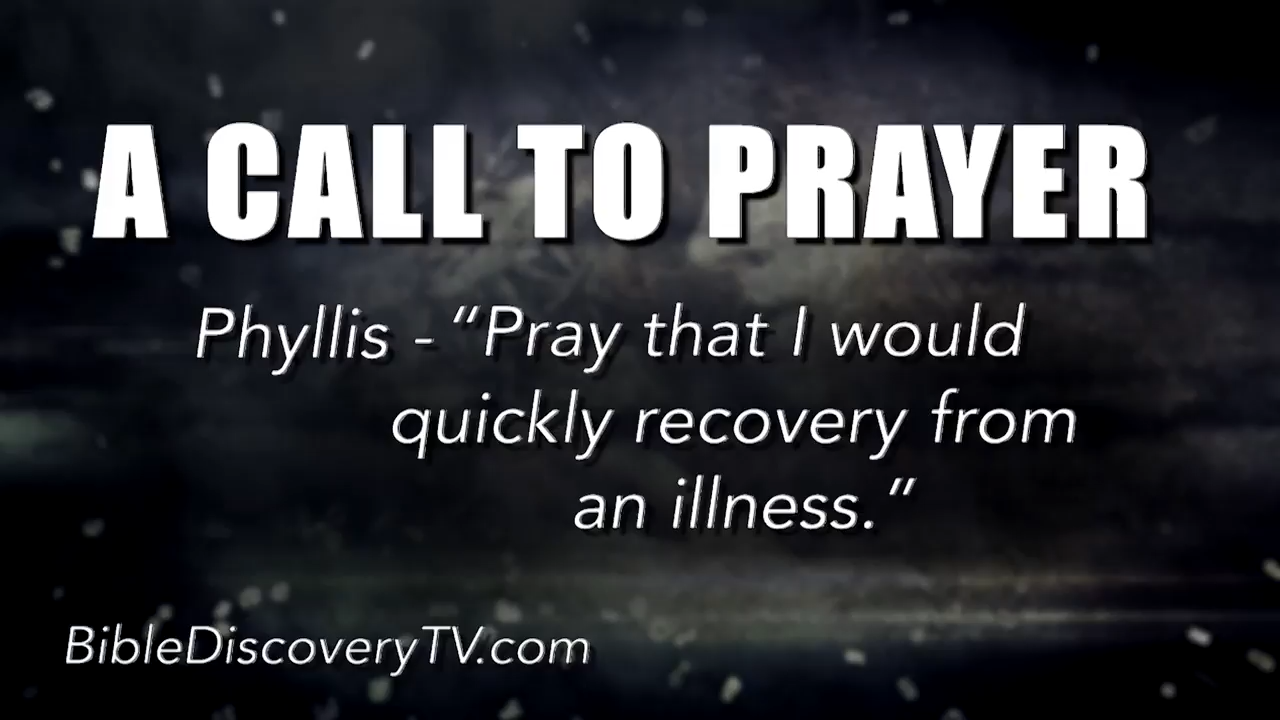 A CALL TO PRAYER
Phyllis - “Pray that I would
quickly recovery from
an illness.”
BibleDiscoveryTV.com